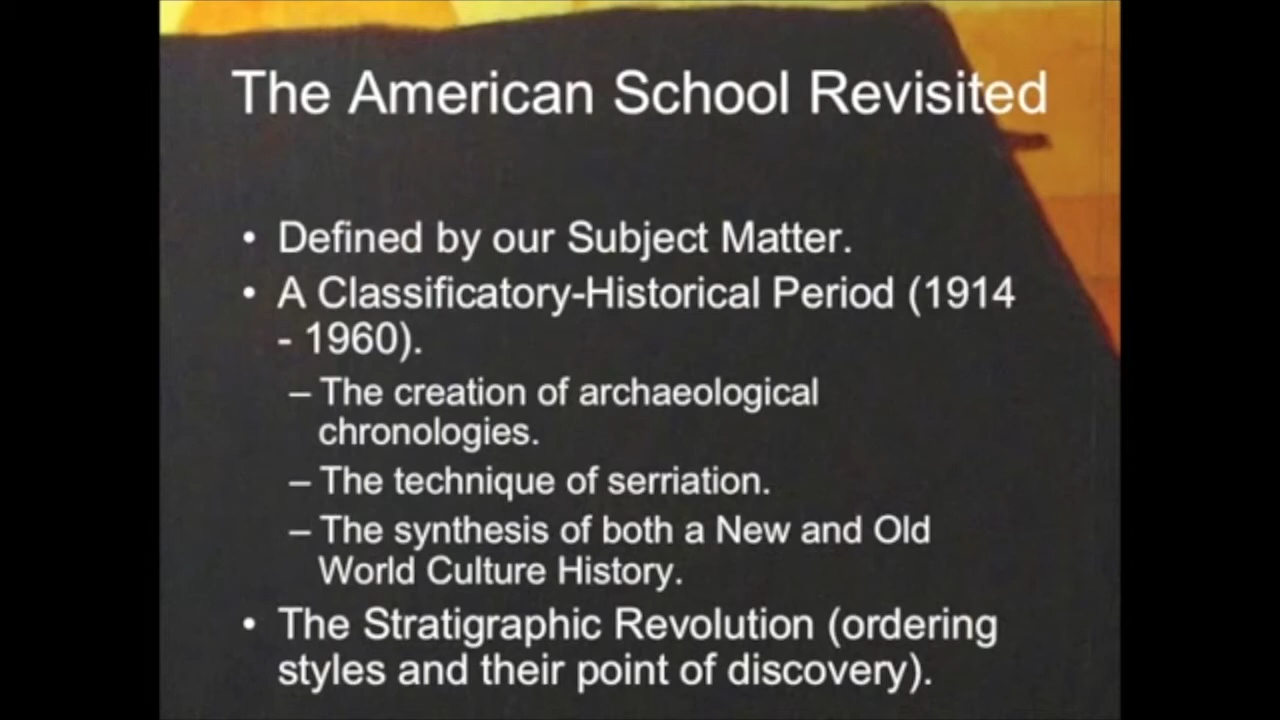 The American School Revisited
• Defined by our Subject Matter.
• A Classificatory-Historical Period (1914
- 1960).
– The creation of archaeological
chronologies.
– The technique of serriation.
– The synthesis of both a New and Old
World Culture History.
• The Stratigraphic Revolution (ordering
styles and their point of discovery).